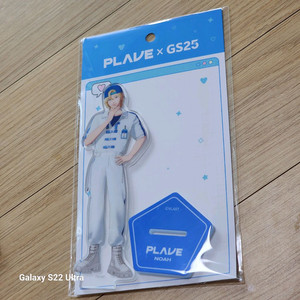 PLAVE × GS25
PLAVE
NOAH
Galaxy S22 Ultra